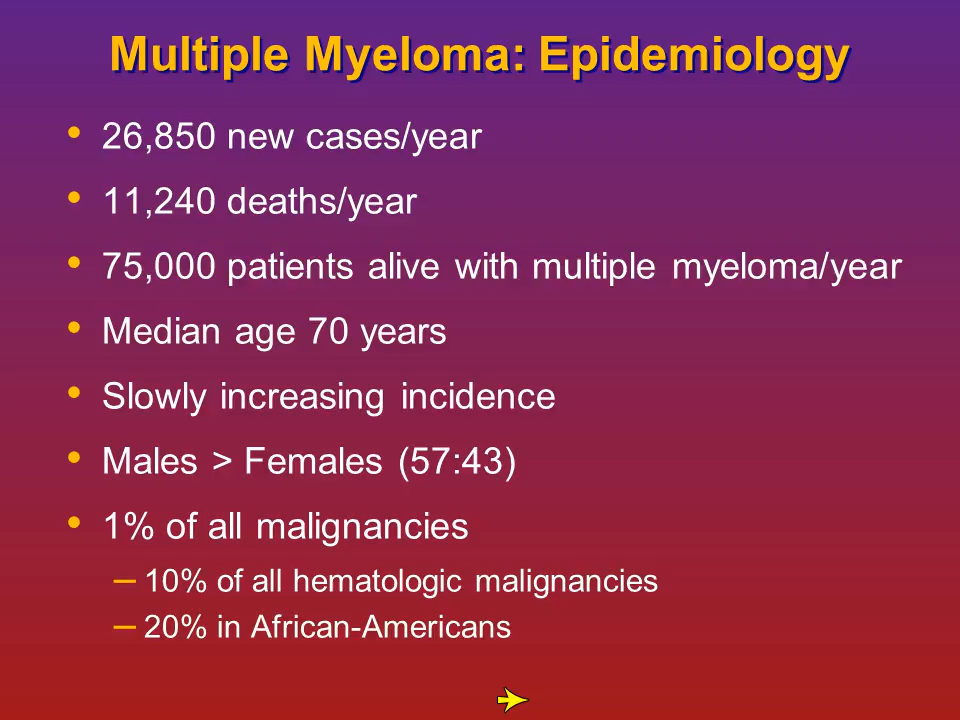 Multiple Myeloma: Epidemiology
• 26,850 new cases/year
• 11,240 deaths/year
• 75,000 patients alive with multiple myeloma/year
• Median age 70 years
• Slowly increasing incidence
• Males > Females (57:43)
• 1% of all malignancies
– 10% of all hematologic malignancies
– 20% in African-Americans